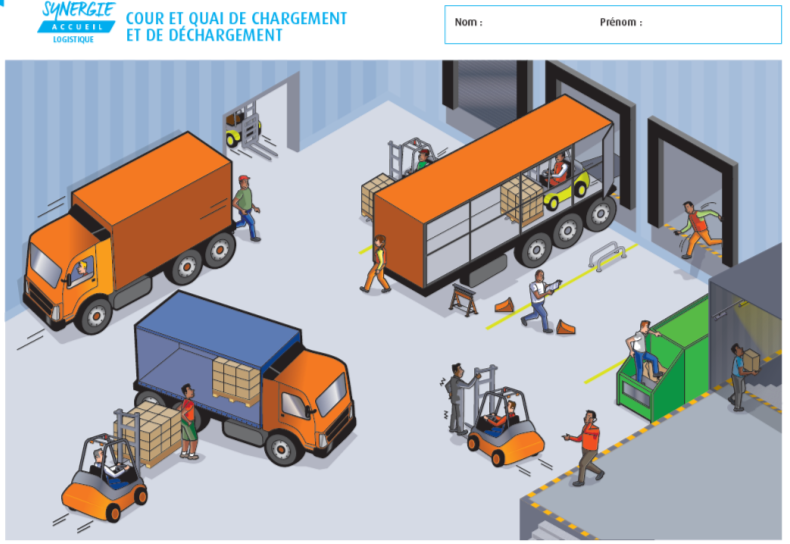 SYNERGIE
ACCUEIL
LOGISTIQUE
COUR ET QUAI DE CHARGEMENT
ET DE DÉCHARGEMENT
Nom : Prénom :